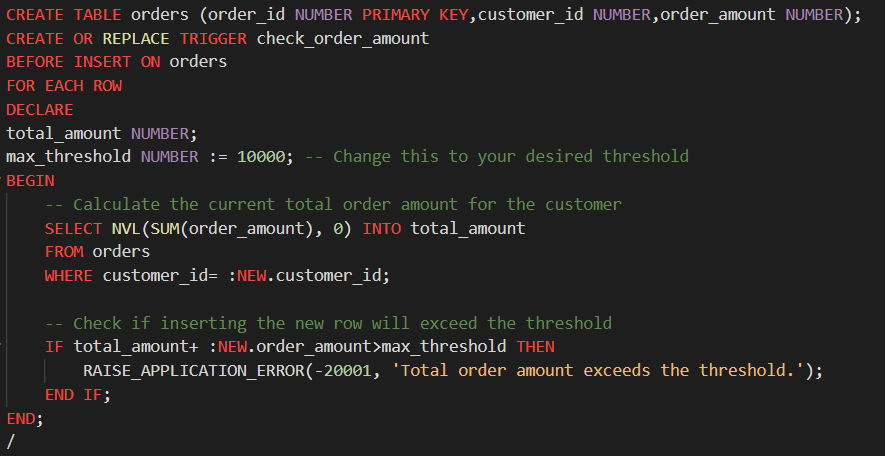 CREATE TABLE orders (order_id NUMBER PRIMARY KEY,customer_id NUMBER,order_amount NUMBER);
CREATE OR REPLACE TRIGGER check_order_amount
BEFORE INSERT ON orders
FOR EACH ROW
DECLARE
total_amount NUMBER;
max_threshold NUMBER := 10000; -- Change this to your desired threshold
BEGIN
    -- Calculate the current total order amount for the customer
    SELECT NVL(SUM(order_amount), 0) INTO total_amount
    FROM orders
    WHERE customer_id= :NEW.customer_id;

    -- Check if inserting the new row will exceed the threshold
    IF total_amount+ :NEW.order_amount>max_threshold THEN
        RAISE_APPLICATION_ERROR(-20001, 'Total order amount exceeds the threshold.');
    END IF;
END;
/